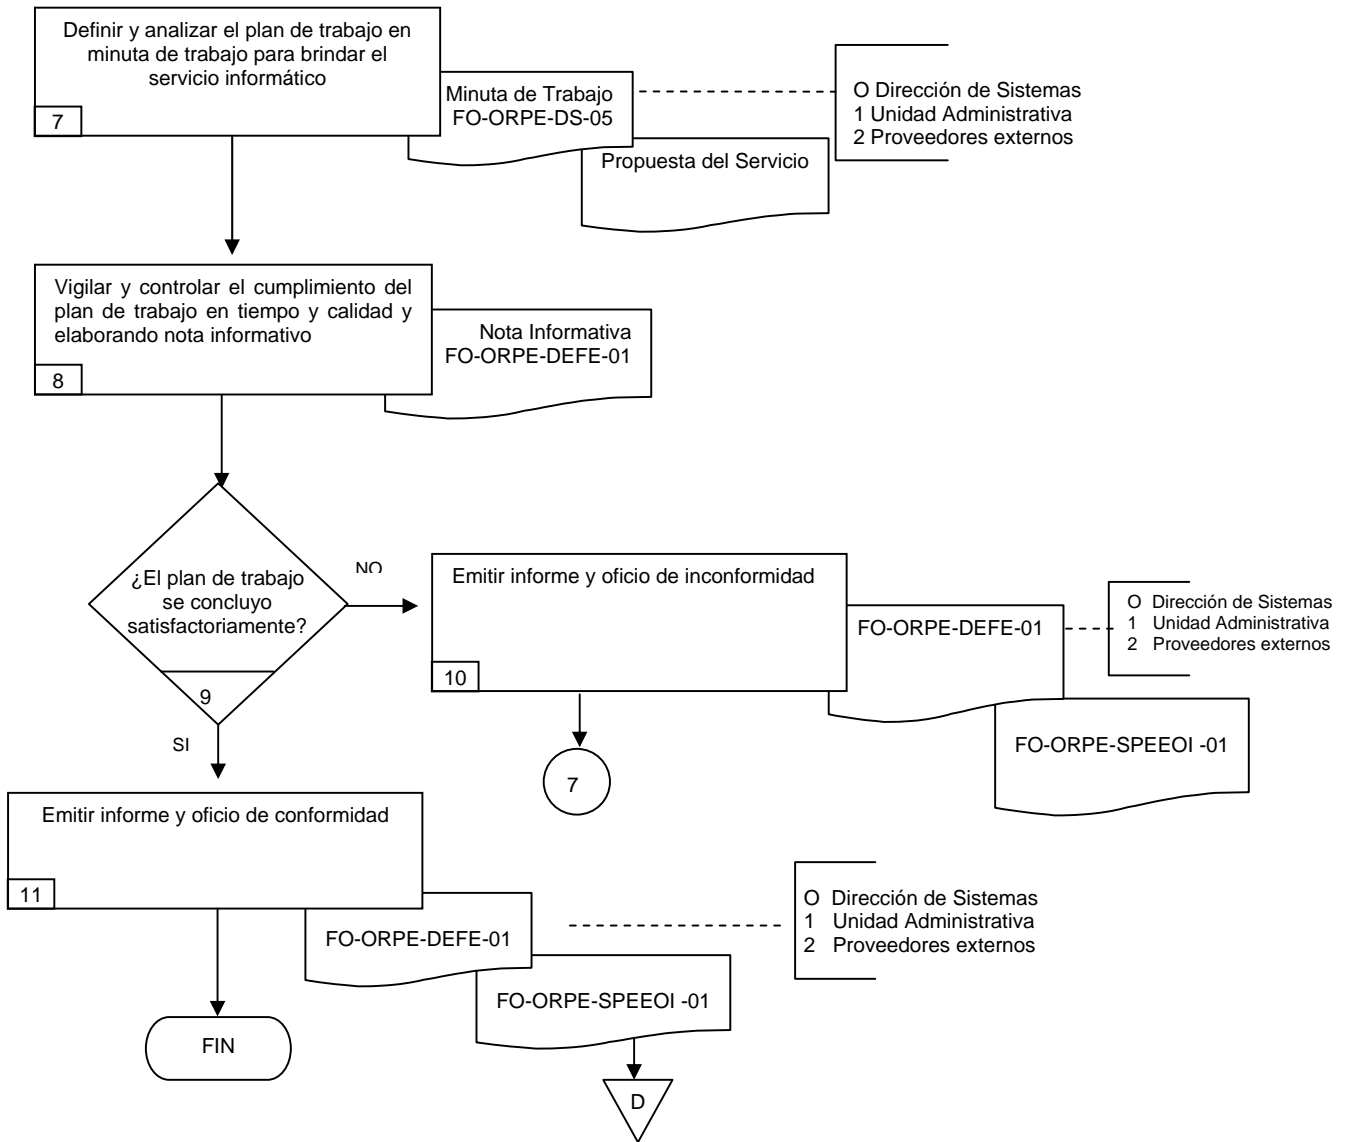 Definir y analizar el plan de trabajo en
minuta de trabajo para brindar el
servicio informático
7
Minuta de Trabajo
FO-ORPE-DS-05
Propuesta del Servicio
O Dirección de Sistemas
1 Unidad Administrativa
2 Proveedores externos
Vigilar y controlar el cumplimiento del
plan de trabajo en tiempo y calidad y
elaborando nota informativo
8
Nota Informativa
FO-ORPE-DEFE-01
¿El plan de trabajo
se concluyo
satisfactoriamente?
9
NO
SI
Emitir informe y oficio de inconformidad
10
FO-ORPE-DEFE-01
FO-ORPE-SPEEOI -01
O Dirección de Sistemas
1 Unidad Administrativa
2 Proveedores externos
7
Emitir informe y oficio de conformidad
11
FO-ORPE-DEFE-01
FO-ORPE-SPEEOI -01
O Dirección de Sistemas
1 Unidad Administrativa
2 Proveedores externos
FIN
D